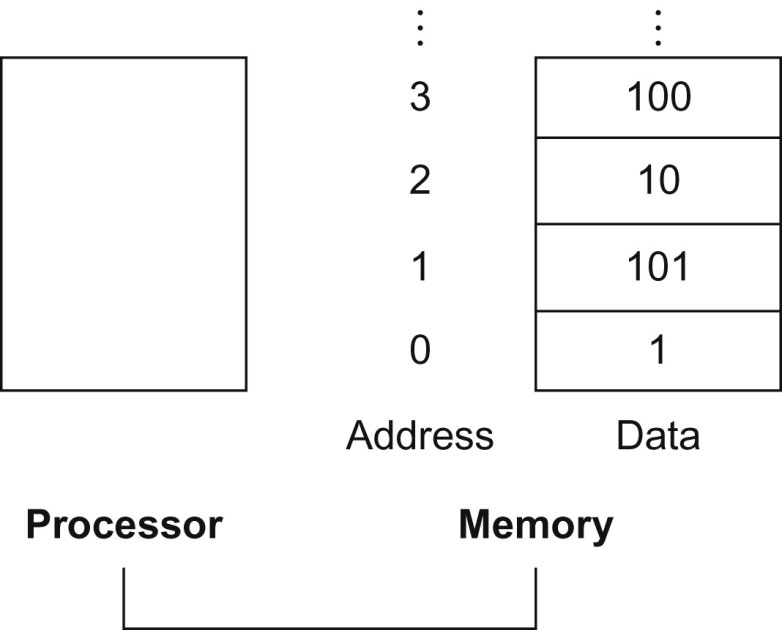 ⋮ ⋮
3 100
2 10
1 101
0 1
Address Data
Processor Memory